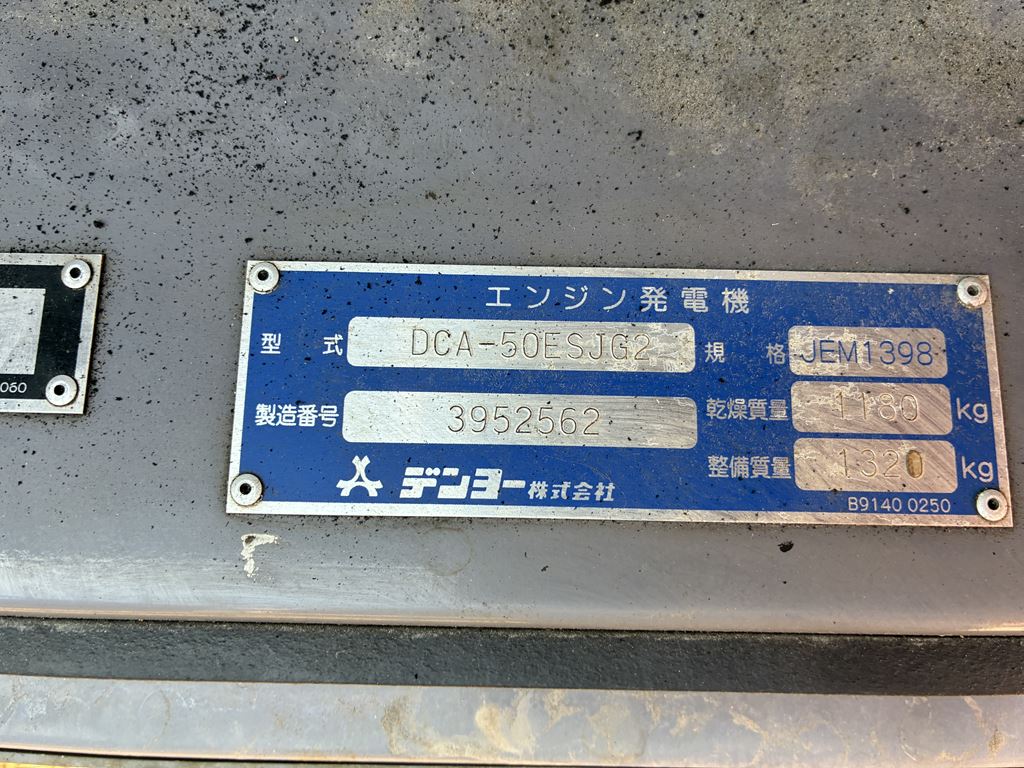 エンジン発電機
型式 DCA-50ESJG2 規格 JEM1398
製造番号 3952562 乾燥質量 1180 kg
整備質量 1320 kg
デンヨー株式会社
B9140 0250
060